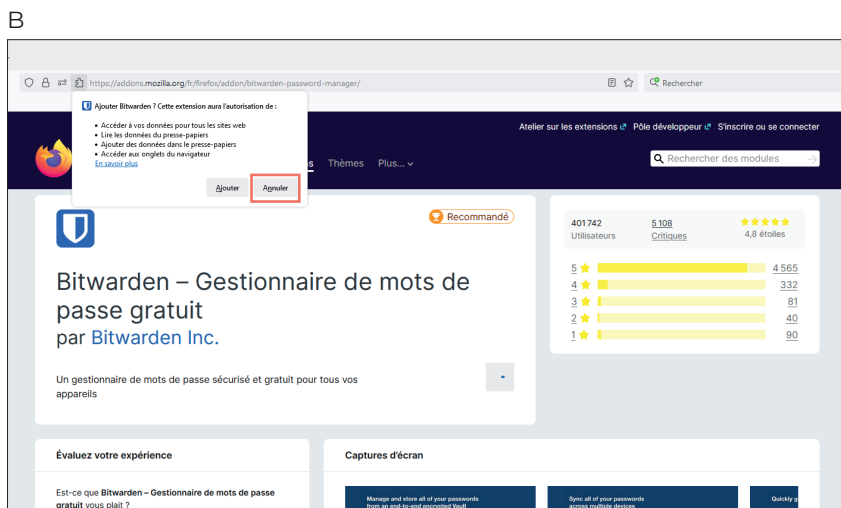 B
https://addons.mozilla.org/fr/firefox/addon/bitwarden-password-manager/
Rechercher
Ajouter Bitwarden ? Cette extension aura l'autorisation de :
• Accéder à vos données pour tous les sites web
• Lire les données du presse-papiers
• Ajouter des données dans le presse-papiers
• Accéder aux onglets du navigateur
En savoir plus
Ajouter
Annuler
Atelier sur les extensions
Pôle développeur
S'inscrire ou se connecter
s
Thèmes
Plus...
Rechercher des modules
Recommandé
Bitwarden – Gestionnaire de mots de
passe gratuit
par Bitwarden Inc.
Un gestionnaire de mots de passe sécurisé et gratuit pour tous vos
appareils
401 742
Utilisateurs
5 108
Critiques
4,8 étoiles
5 4 565
4 332
3 81
2 40
1 90
Évaluez votre expérience
Est-ce que Bitwarden – Gestionnaire de mots de passe
gratuit vous plait ?
Captures d'écran
Manage and store all of your passwords
from an end-to-end encrypted Vault
Sync all of your passwords
across multiple devices
Quickly